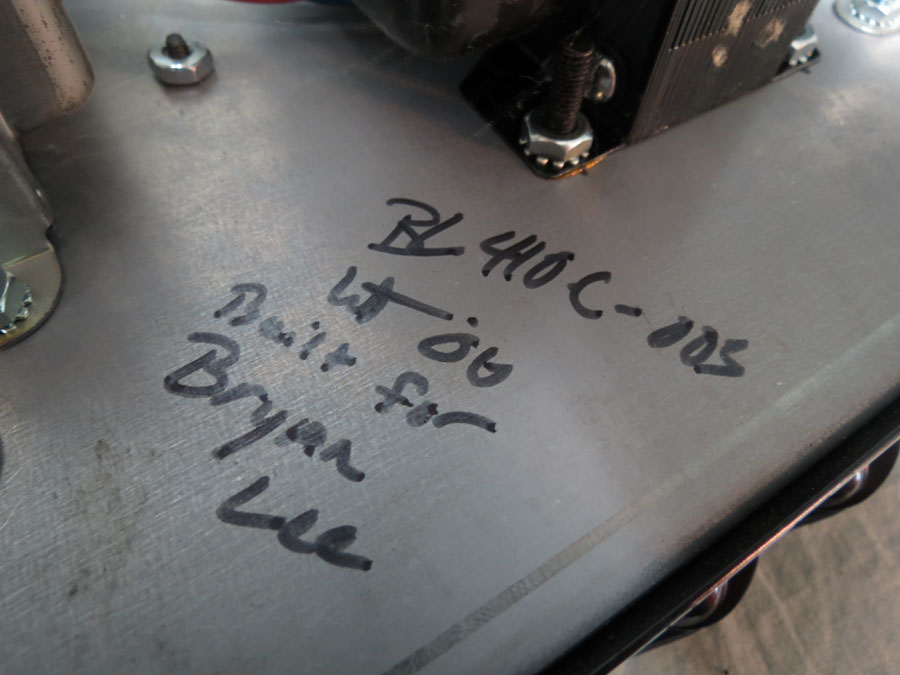 BL 410C-005
Built for
Bryan
Lee